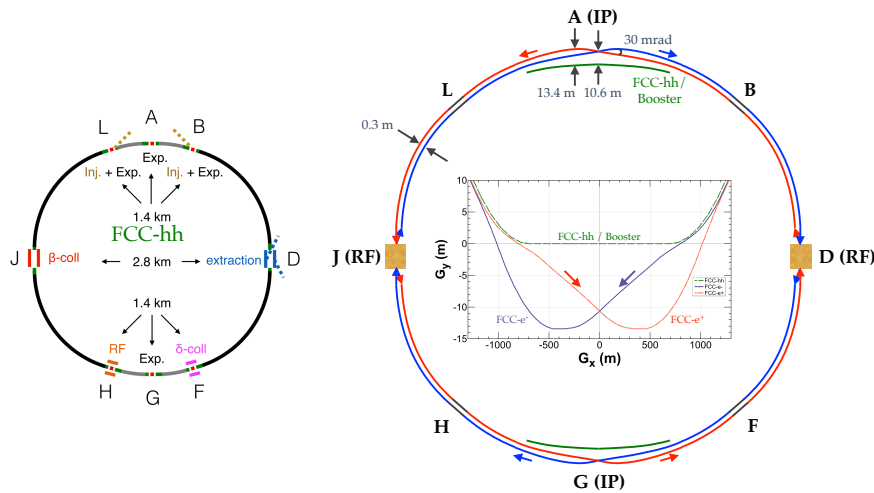 A (IP)
30 mrad
L
B
FCC-hh /
Booster
13.4 m
10.6 m
0.3 m
J (RF)
D (RF)
H
F
G (IP)
10
5
0
-5
-10
-15
-1000
-500
0
500
1000
Gy (m)
Gx (m)
FCC-hh / Booster
FCC-e-
FCC-e+
FCC-hh
FCC-e-
FCC-e+
A
L
B
Exp.
Inj. + Exp.
Inj. + Exp.
1.4 km
FCC-hh
J
β-coll
2.8 km
extraction
D
1.4 km
RF
δ-coll
Exp.
H
F
G